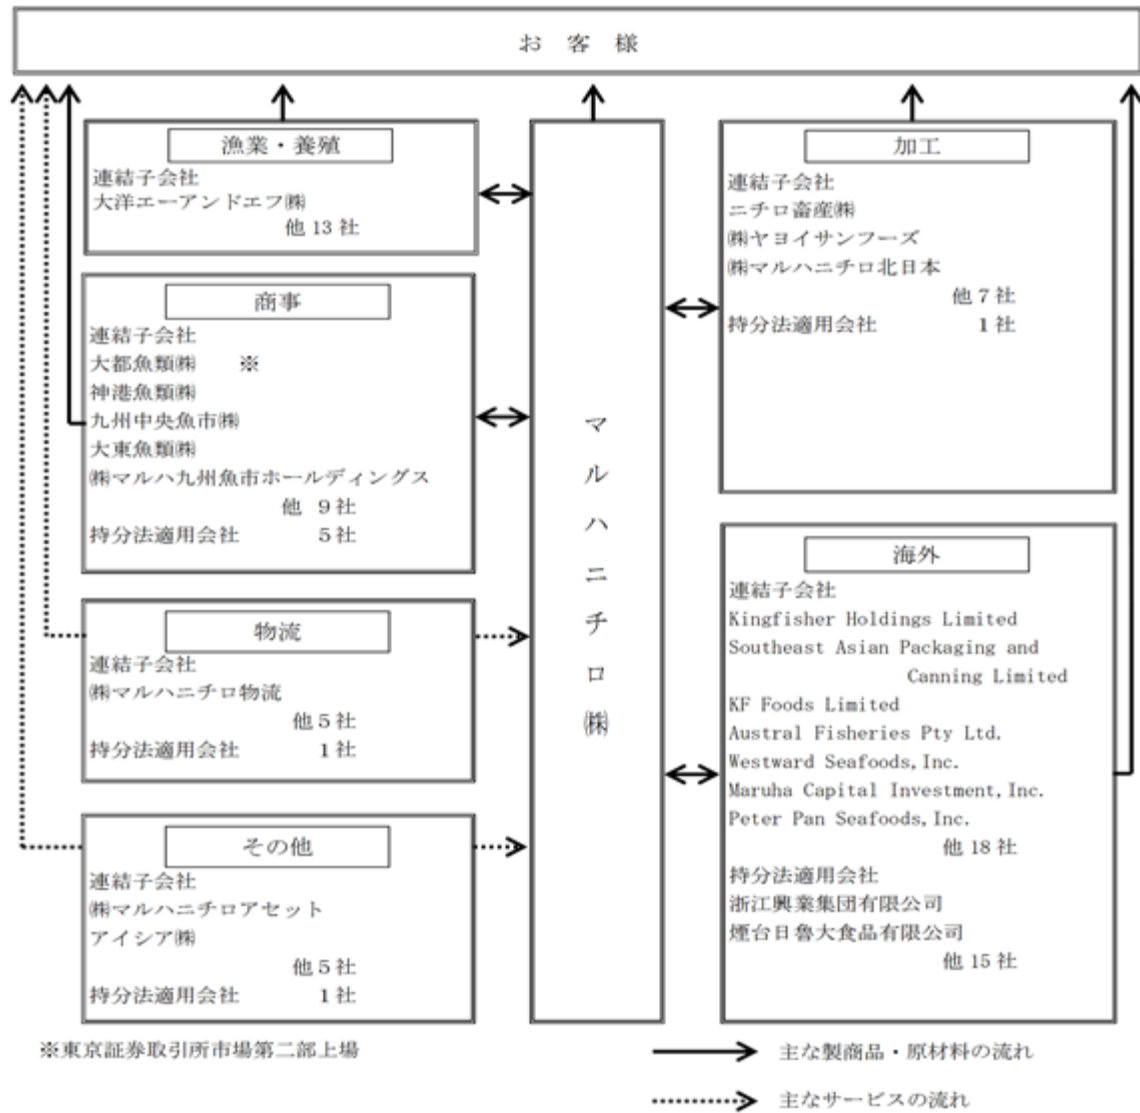 お客様
漁業・養殖
連結子会社
大洋エーアンドエフ㈱
他 13 社
商事
連結子会社
大都魚類㈱ ※
神港魚類㈱
九州中央魚市㈱
大東魚類㈱
㈱マルハ九州魚市ホールディングス
他 9 社
持分法適用会社 5 社
物流
連結子会社
㈱マルハニチロ物流
他 5 社
持分法適用会社 1 社
その他
連結子会社
㈱マルハニチロアセット
アイシア㈱
他 5 社
持分法適用会社 1 社
マルハニチロ㈱
加工
連結子会社
ニチロ畜産㈱
㈱ヤヨイサンフーズ
㈱マルハニチロ北日本
他 7 社
持分法適用会社 1 社
海外
連結子会社
Kingfisher Holdings Limited
Southeast Asian Packaging and
Canning Limited
KF Foods Limited
Austral Fisheries Pty Ltd.
Westward Seafoods,Inc.
Maruha Capital Investment,Inc.
Peter Pan Seafoods,Inc.
他 18 社
持分法適用会社
浙江興業集団有限公司
煙台日魯大食品有限公司
他 15 社
※東京証券取引所市場第二部上場
主な製商品・原材料の流れ
主なサービスの流れ